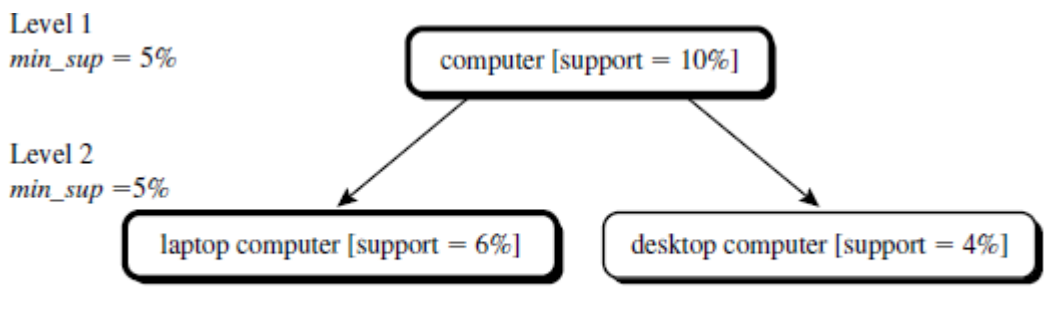 Level 1
min_sup = 5%
computer [support = 10%]
Level 2
min_sup =5%
laptop computer [support = 6%]
desktop computer [support = 4%]